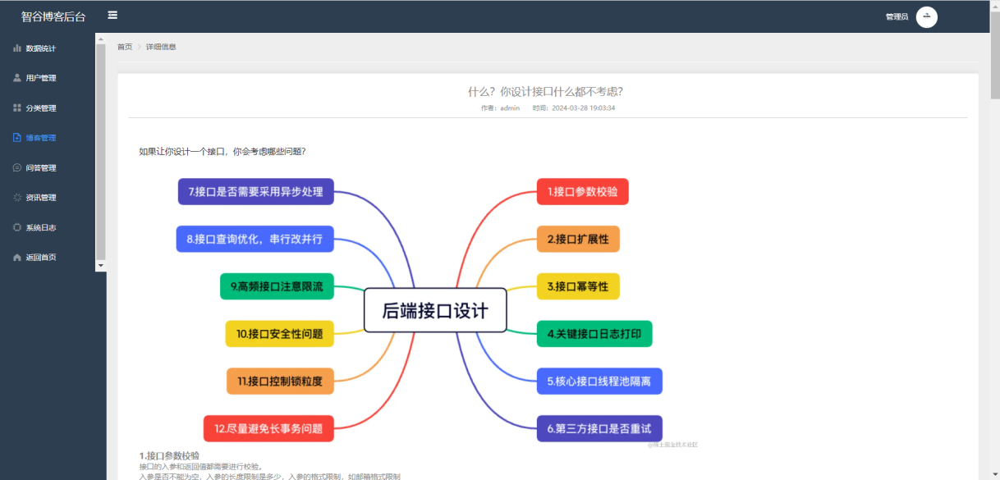 智谷博客后台
管理员
数据统计
用户管理
分类管理
博客管理
问答管理
资讯管理
系统日志
返回首页
首页 > 详细信息
什么？你设计接口什么都不考虑？
作者：admin 时间：2024-03-28 19:03:34
如果让你设计一个接口，你会考虑哪些问题？
7.接口是否需要采用异步处理
8.接口查询优化，串行改并行
9.高频接口注意限流
10.接口安全性问题
11.接口控制锁粒度
12.尽量避免长事务问题
后端接口设计
1.接口参数校验
2.接口扩展性
3.接口幂等性
4.关键接口日志打印
5.核心接口线程池隔离
6.第三方接口是否重试
@稀土掘金技术社区
1.接口参数校验
接口的入参和返回值都需要进行校验。
入参是否不能为空，入参的长度限制是多少，入参的格式限制，如邮箱格式限制